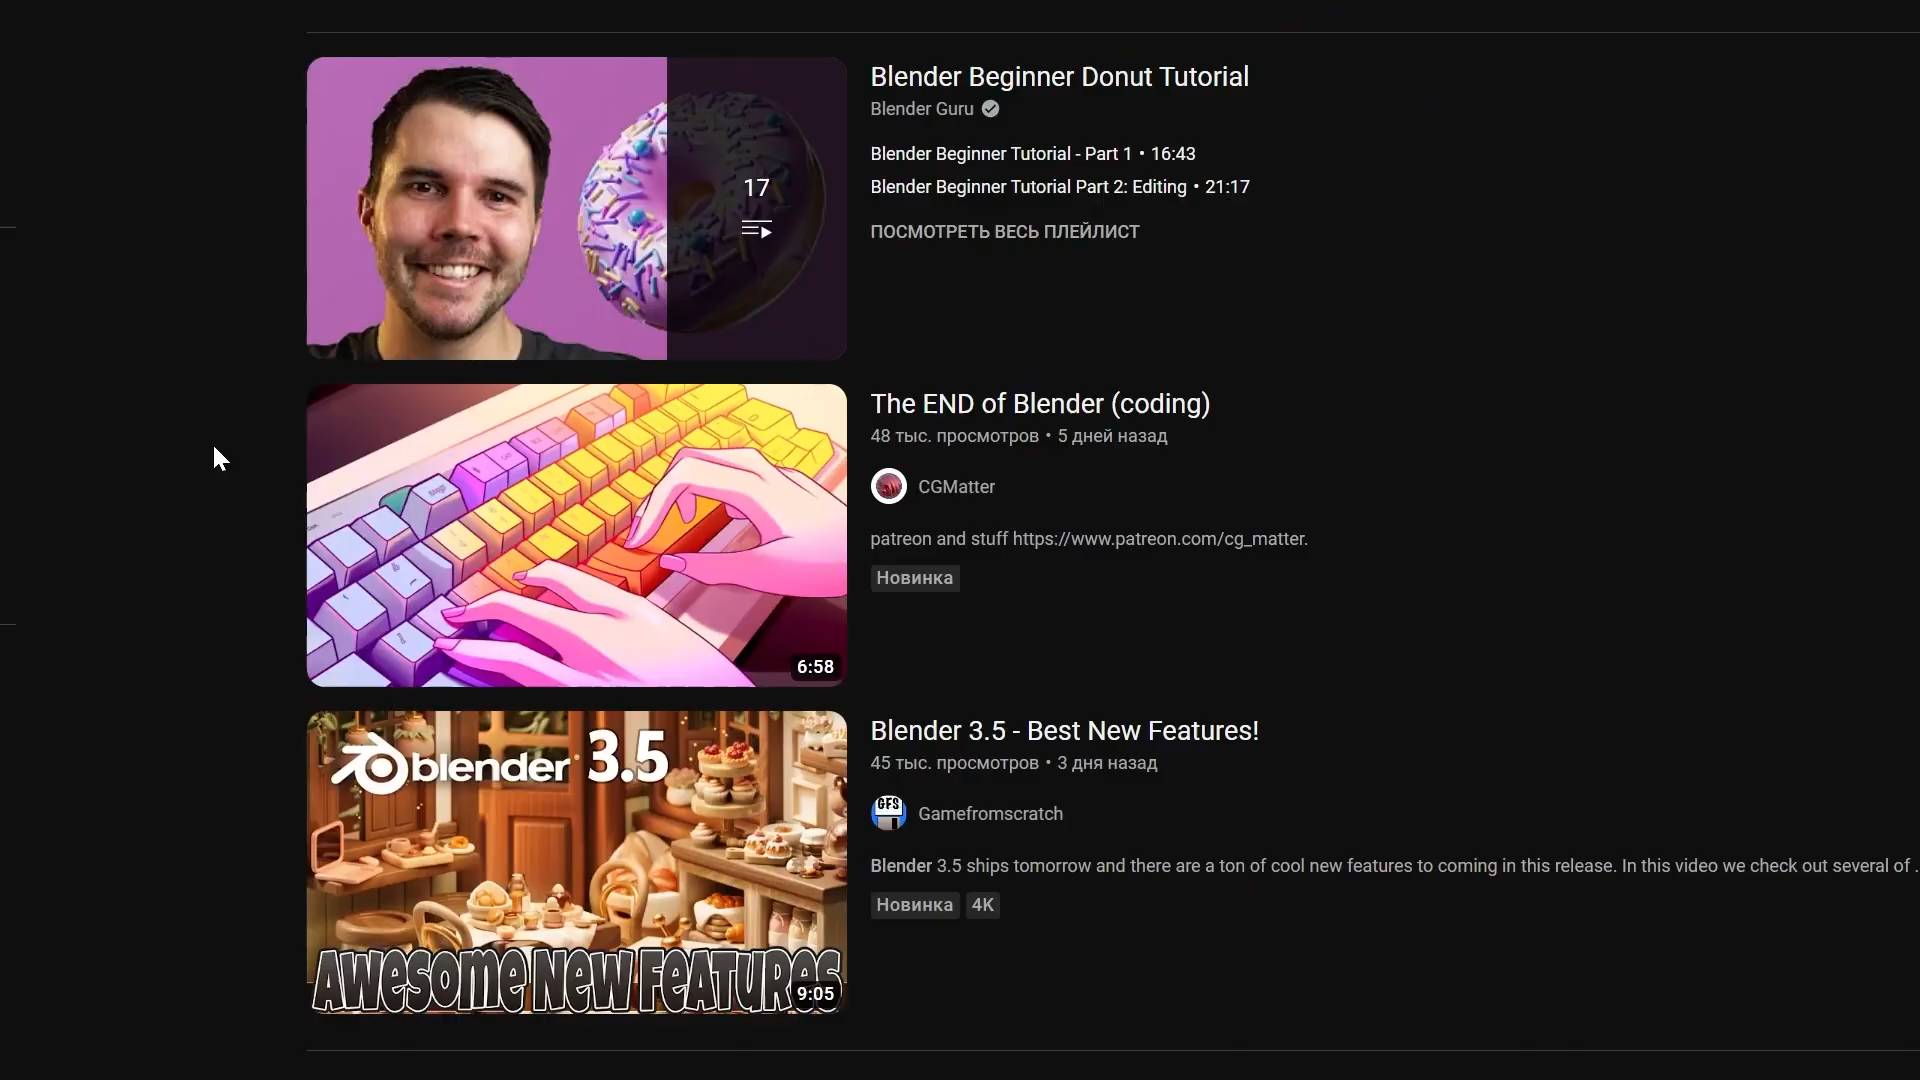 Blender Beginner Donut Tutorial
Blender Guru
17
Blender Beginner Tutorial - Part 1 • 16:43
Blender Beginner Tutorial Part 2: Editing • 21:17
ПОСМОТРЕТЬ ВЕСЬ ПЛЕЙЛИСТ
The END of Blender (coding)
48 тыс. просмотров • 5 дней назад
CGMatter
patreon and stuff https://www.patreon.com/cg_matter.
Новинка
6:58
blender 3.5
AWESOME NEW FEATURES
9:05
Blender 3.5 - Best New Features!
45 тыс. просмотров • 3 дня назад
GFS
Gamefromscratch
Blender 3.5 ships tomorrow and there are a ton of cool new features to coming in this release. In this video we check out several of .
Новинка 4K